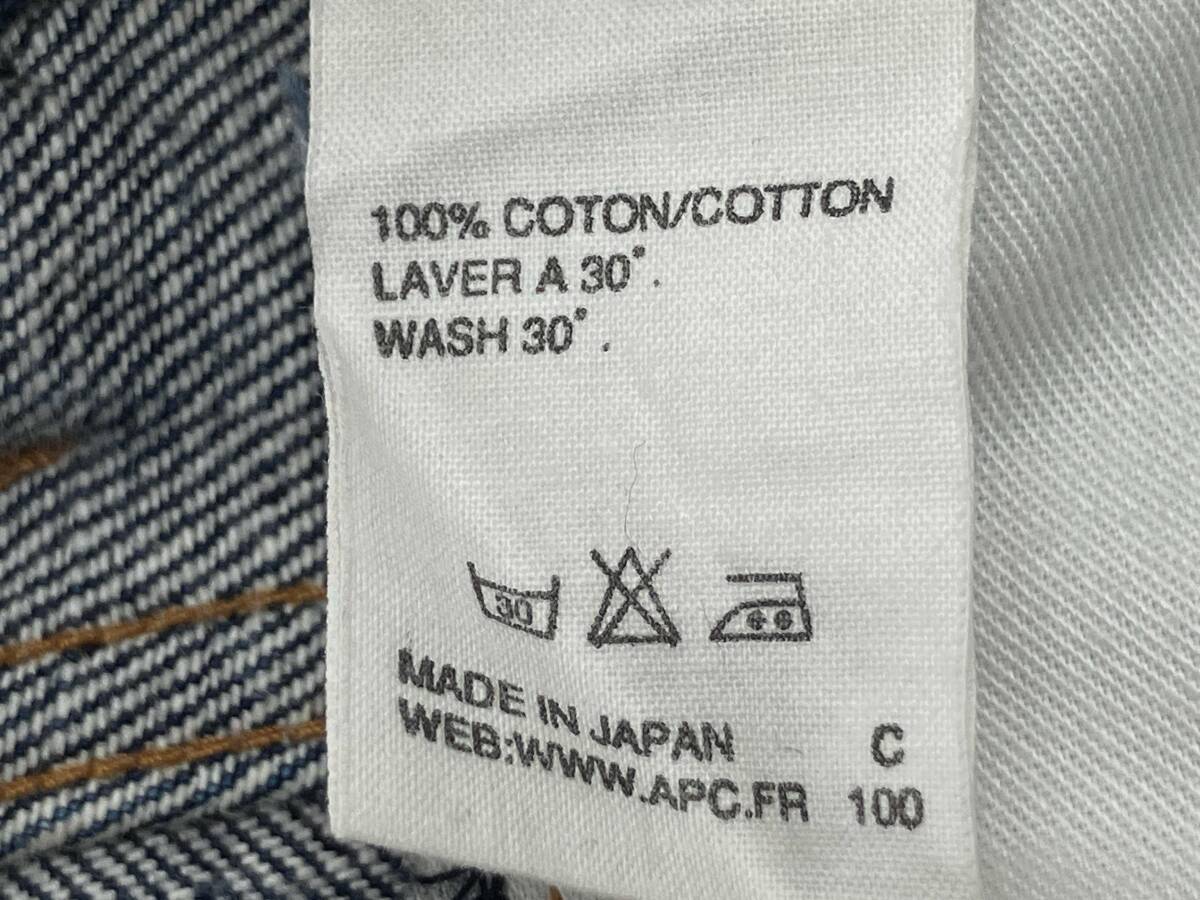 100% COTON/COTTON
LAVER A 30°.
WASH 30°.
30
MADE IN JAPAN C
WEB:WWW.APC.FR 100